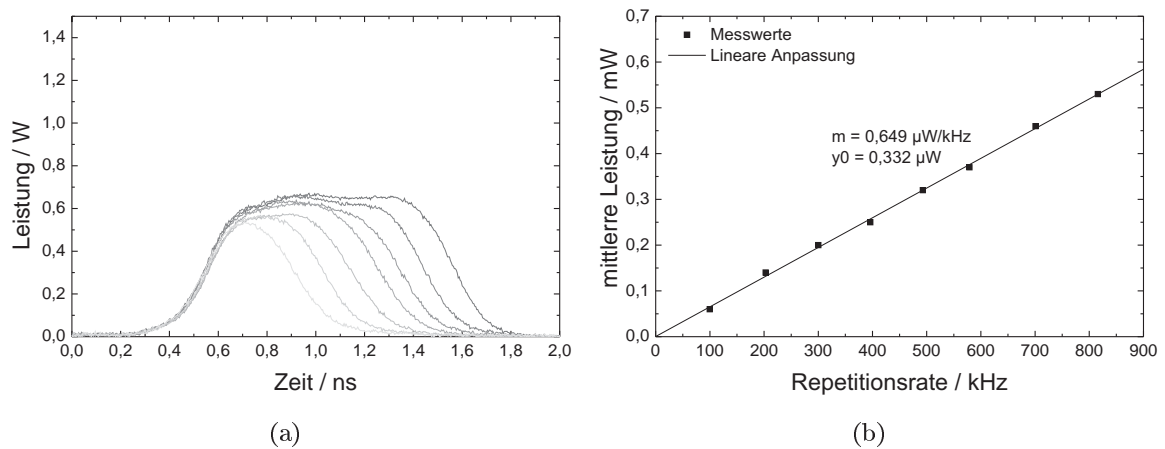 1,4
1,2
1,0
0,8
0,6
0,4
0,2
0,0
Leistung / W
0,0 0,2 0,4 0,6 0,8 1,0 1,2 1,4 1,6 1,8 2,0
Zeit / ns
(a)
0,7
0,6
0,5
0,4
0,3
0,2
0,1
0,0
mittlerre Leistung / mW
Messwerte
Lineare Anpassung
m = 0,649 µW/kHz
y0 = 0,332 µW
0 100 200 300 400 500 600 700 800 900
Repetitionsrate / kHz
(b)